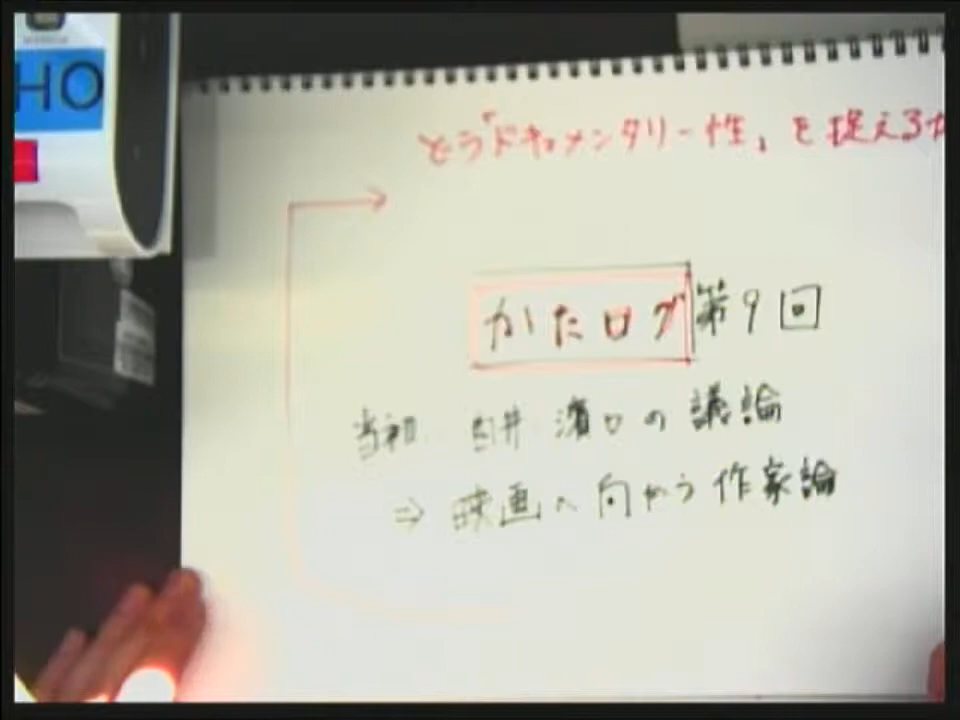 HO
どう「ドキュメンタリー性」を捉えるか
かたログ 第9回
当初 白井 濱口の議論
⇒ 映画へ向かう作家論